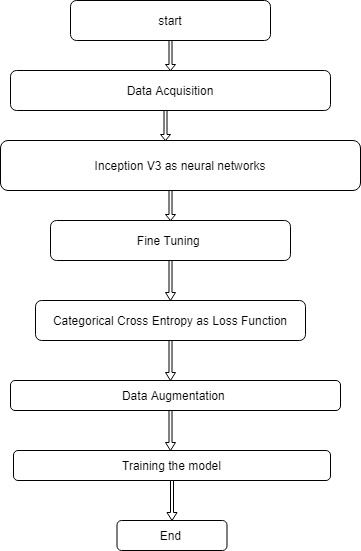 start
Data Acquisition
Inception V3 as neural networks
Fine Tuning
Categorical Cross Entropy as Loss Function
Data Augmentation
Training the model
End